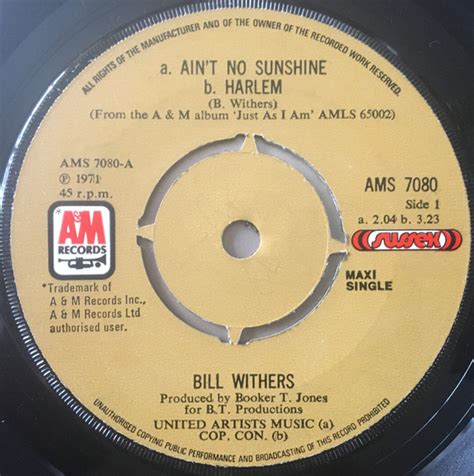 ALL RIGHTS OF THE MANUFACTURER AND OF THE OWNER OF THE RECORDED WORK RESERVED.
a. AIN'T NO SUNSHINE
b. HARLEM
(B. Withers)
(From the A & M album 'Just As I Am' AMLS 65002)
AMS 7080-A
Ⓟ 1971
45 r.p.m.
AMS 7080
Side 1
a. 2.04 b. 3.23
A&M
RECORDS
sussex
MAXI
SINGLE
*Trademark of
A & M Records Inc.,
A & M Records Ltd
authorised user.
BILL WITHERS
Produced by Booker T. Jones
for B.T. Productions
UNITED ARTISTS MUSIC (a)
COP. CON. (b)
UNAUTHORISED COPYING PUBLIC PERFORMANCE AND BROADCASTING OF THIS RECORD PROHIBITED